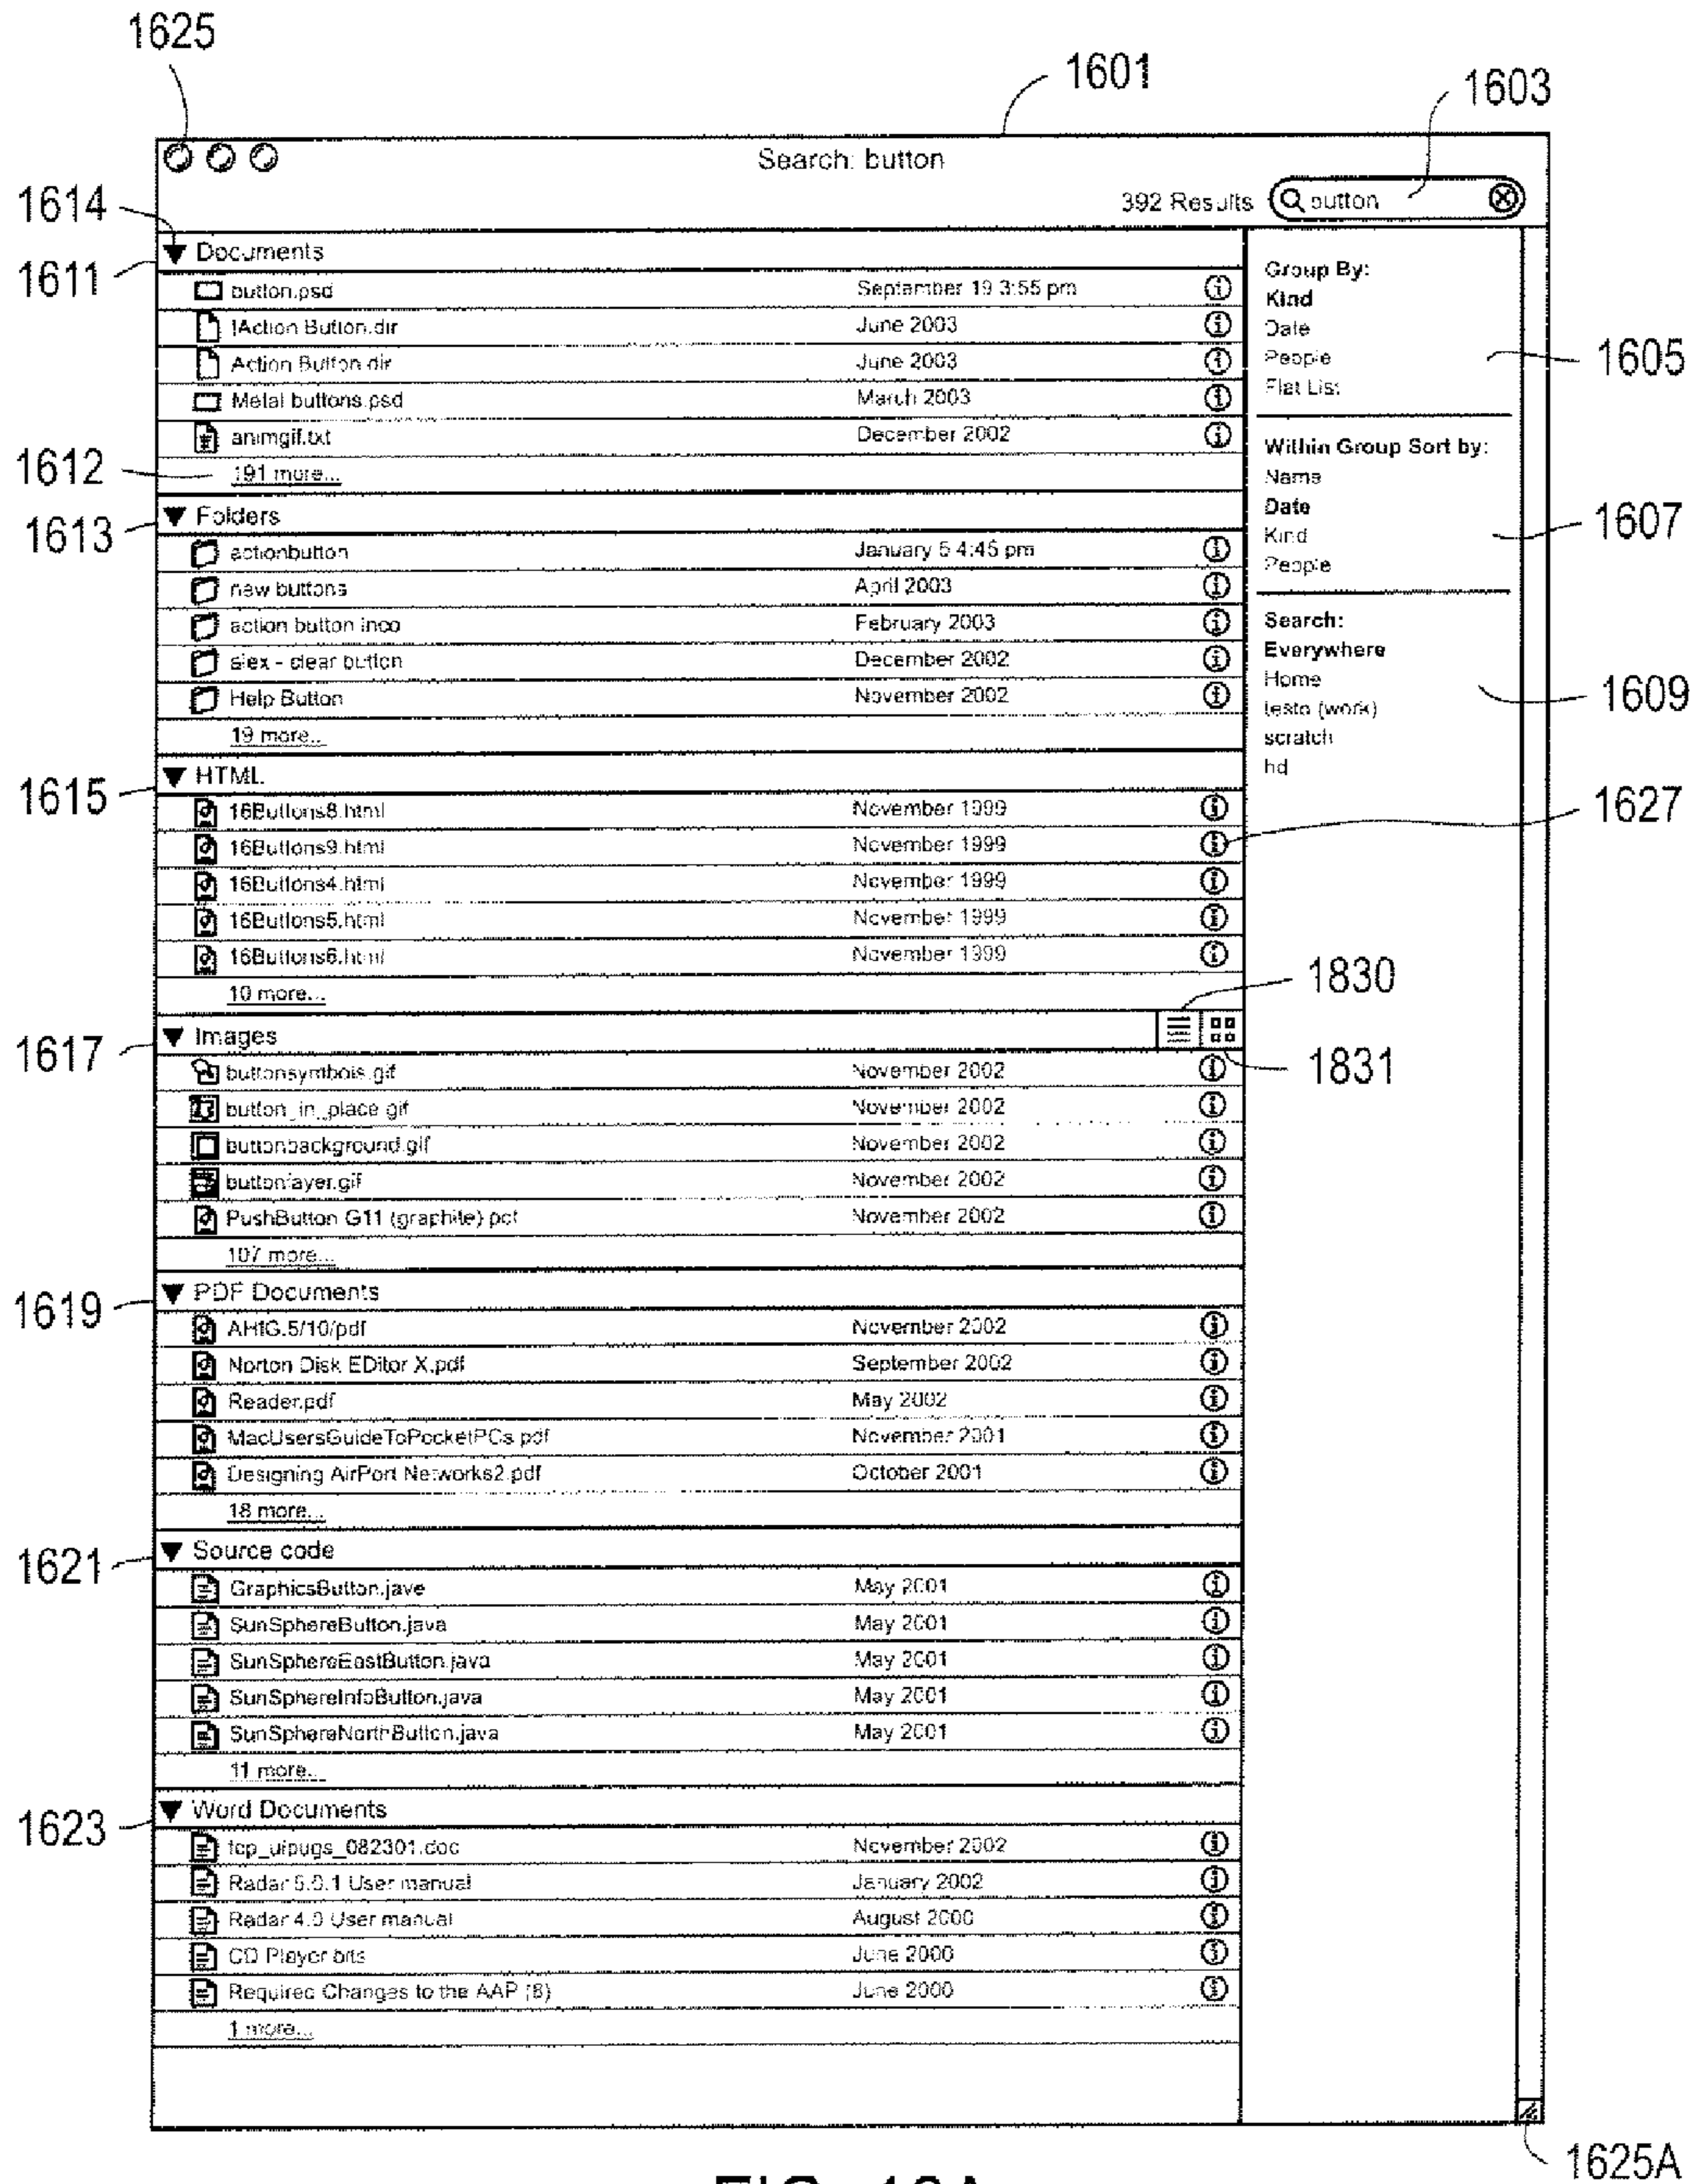 1625
1601
1603
Search: button
392 Results
button
1614
1611
Documents
button.psd September 19 3:55 pm
!Action Button.dir June 2003
Action Button.dir June 2003
Metal buttons.psd March 2003
animgif.txt December 2002
1612
191 more...
1613
Folders
actionbutton January 5 4:45 pm
new buttons April 2003
action button inco February 2003
alex - clear button December 2002
Help Button November 2002
19 more...
1615
HTML
16Buttons8.html November 1999
16Buttons9.html November 1999
16Buttons4.html November 1999
16Buttons5.html November 1999
16Buttons6.html November 1999
10 more...
1617
Images
buttonsymbols.gif November 2002
button_in_place.gif November 2002
buttonbackground.gif November 2002
buttonlayer.gif November 2002
PushButton G11 (graphite) November 2002
107 more...
1619
PDF Documents
AHIG.5/10/pdf November 2002
Norton Disk EDitor X.pdf September 2002
Reader.pdf May 2002
MacUsersGuideToPocketPCs.pdf November 2001
Designing AirPort Networks2.pdf October 2001
18 more...
1621
Source code
GraphicsButton.jave May 2001
SunSphereButton.java May 2001
SunSphereEastButton.java May 2001
SunSphereInfoButton.java May 2001
SunSphereNorthButton.java May 2001
11 more...
1623
Word Documents
November 2002
Radar User manual January 2002
Radar 4.0 User manual August 2000
CD Player bits June 2000
Required Changes to the AAP (8) June 2000
1 more...
Group By:
Kind
Date
People
Flat List
1605
Within Group Sort by:
Name
Date
Kind
People
1607
Search:
Everywhere
Home
(work)
scratch
hd
1609
1627
1830
1831
1625A